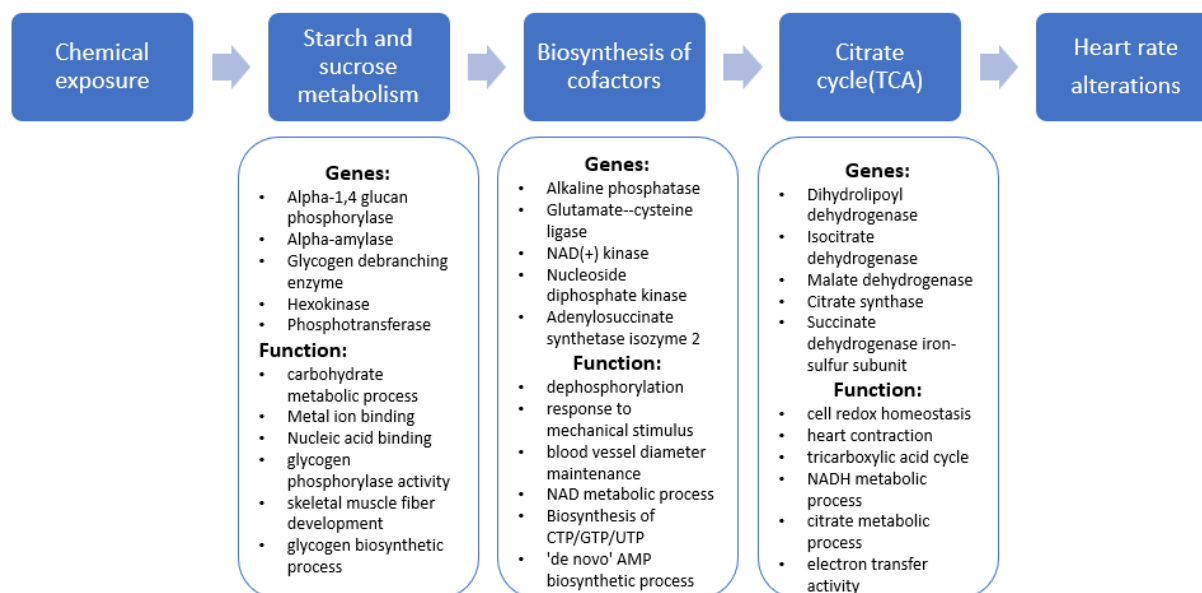 Chemical
exposure
Starch and
sucrose
metabolism
Biosynthesis of
cofactors
Citrate
cycle(TCA)
Heart rate
alterations
Genes:
• Alpha-1,4 glucan
phosphorylase
• Alpha-amylase
• Glycogen debranching
enzyme
• Hexokinase
• Phosphotransferase
Function:
• carbohydrate
metabolic process
• Metal ion binding
• Nucleic acid binding
• glycogen
phosphorylase activity
• skeletal muscle fiber
development
• glycogen biosynthetic
process
Genes:
• Alkaline phosphatase
• Glutamate--cysteine
ligase
• NAD(+) kinase
• Nucleoside
diphosphate kinase
• Adenylosuccinate
synthetase isozyme 2
Function:
• dephosphorylation
• response to
mechanical stimulus
• blood vessel diameter
maintenance
• NAD metabolic process
• Biosynthesis of
CTP/GTP/UTP
• 'de novo' AMP
biosynthetic process
Genes:
• Dihydrolipoyl
dehydrogenase
• Isocitrate
dehydrogenase
• Malate dehydrogenase
• Citrate synthase
• Succinate
dehydrogenase iron-
sulfur subunit
Function:
• cell redox homeostasis
• heart contraction
• tricarboxylic acid cycle
• NADH metabolic
process
• citrate metabolic
process
• electron transfer
activity